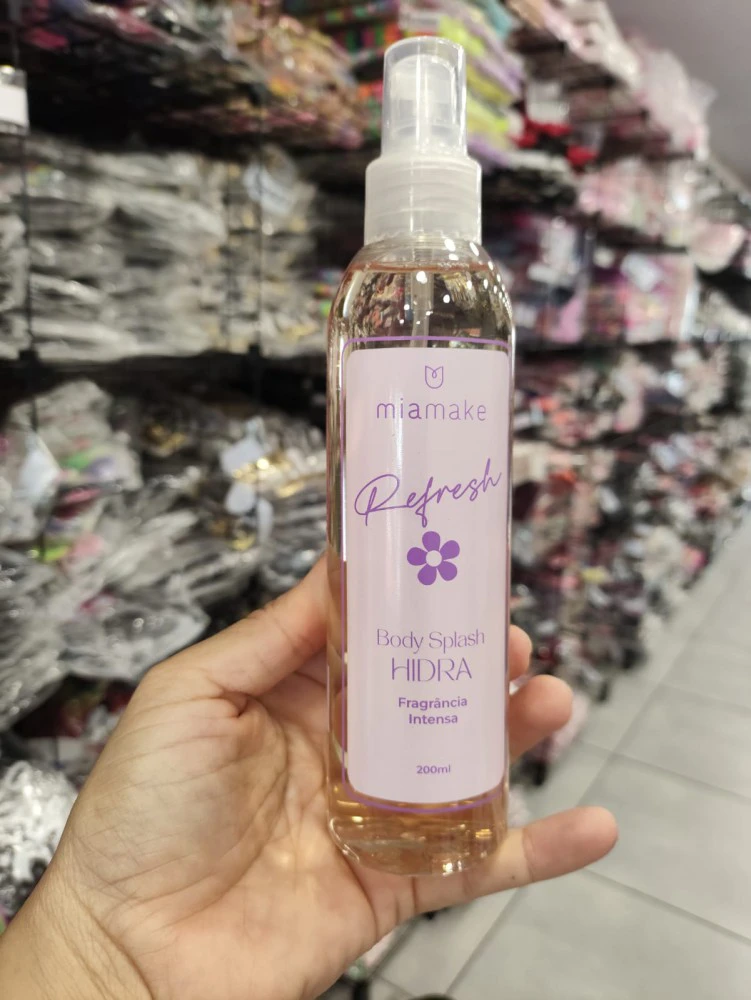 miamake
Refresh
Body Splash
HIDRA
Fragrância
Intensa
200ml